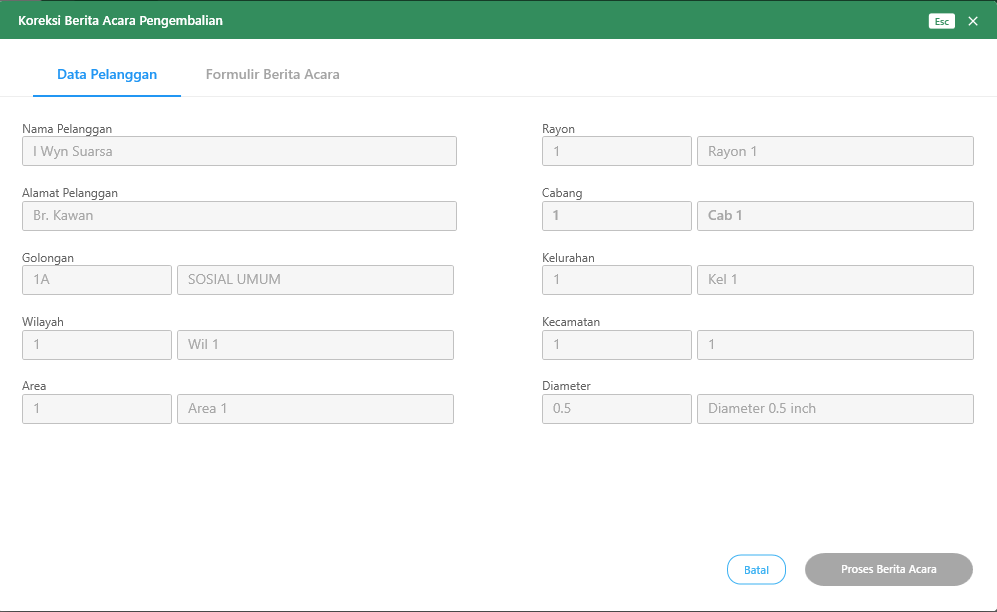 Koreksi Berita Acara Pengembalian
Esc
Data Pelanggan
Formulir Berita Acara
Nama Pelanggan
I Wyn Suarsa
Alamat Pelanggan
Br. Kawan
Golongan
1A SOSIAL UMUM
Wilayah
1 Wil 1
Area
1 Area 1
Rayon
1 Rayon 1
Cabang
1 Cab 1
Kelurahan
1 Kel 1
Kecamatan
1 1
Diameter
0.5 Diameter 0.5 inch
Batal
Proses Berita Acara